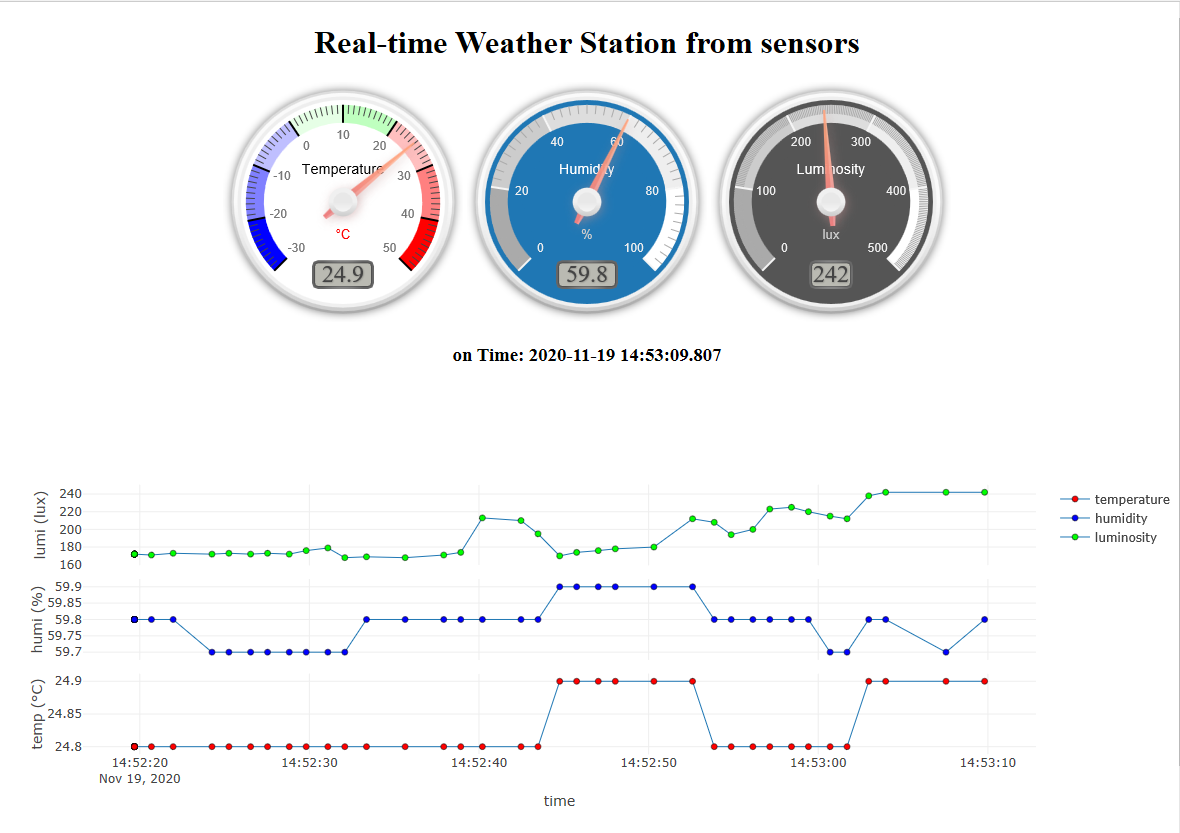 Real-time Weather Station from sensors
-30 -20 -10 0 10 20 30 40 50
Temperature
°C
24.9
0 20 40 60 80 100
Humidity
%
59.8
0 100 200 300 400 500
Luminosity
lux
242
on Time: 2020-11-19 14:53:09.807
lumi (lux)
240
220
200
180
160
humi (%)
59.9
59.85
59.8
59.75
59.7
temp (°C)
24.9
24.85
24.8
14:52:20 14:52:30 14:52:40 14:52:50 14:53:00 14:53:10
Nov 19, 2020
time
temperature
humidity
luminosity